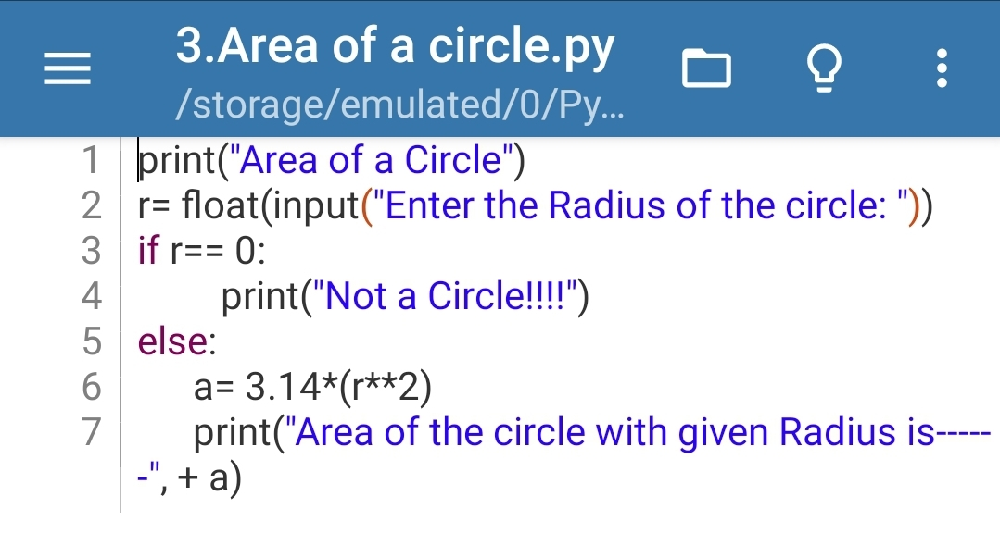 3.Area of a circle.py
/storage/emulated/0/Py...
1 print("Area of a Circle")
2 r= float(input("Enter the Radius of the circle: "))
3 if r== 0:
4 print("Not a Circle!!!!")
5 else:
6 a= 3.14*(r**2)
7 print("Area of the circle with given Radius is-----
-", + a)